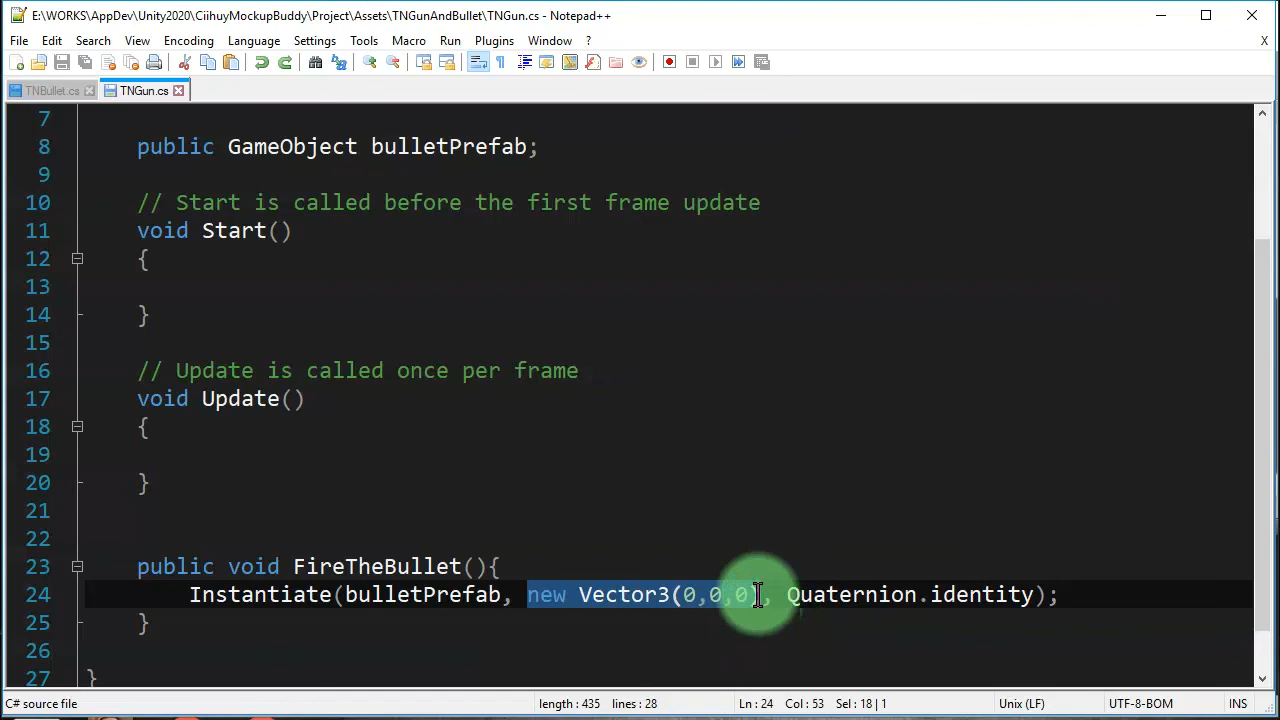 E:\WORKS\AppDev\Unity2020\CiihuyMockupBuddy\Project\Assets\TNGunAndBullet\TNGun.cs - Notepad++
File Edit Search View Encoding Language Settings Tools Macro Run Plugins Window ? X
TNBullet.cs TNGun.cs
7
8 public GameObject bulletPrefab;
9
10 // Start is called before the first frame update
11 void Start()
12 {
13
14 }
15
16 // Update is called once per frame
17 void Update()
18 {
19
20 }
21
22
23 public void FireTheBullet(){
24 Instantiate(bulletPrefab, new Vector3(0,0,0), Quaternion.identity);
25 }
26
27 }
C# source file length : 435 lines : 28 Ln : 24 Col : 53 Sel : 18 | 1 Unix (LF) UTF-8-BOM INS